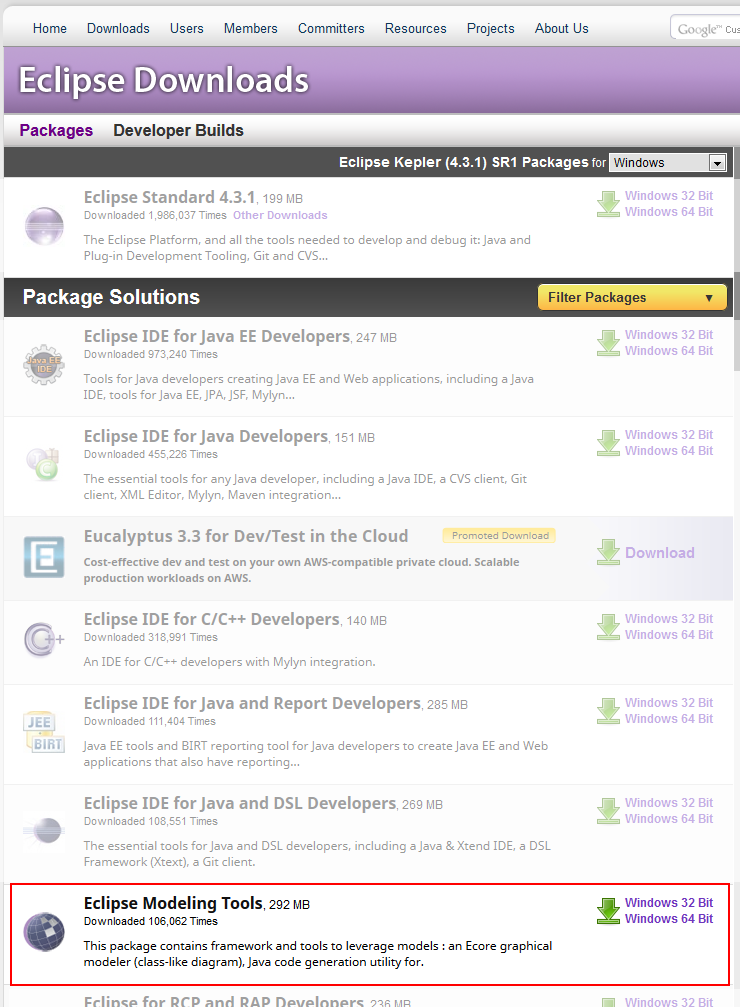 Home Downloads Users Members Committers Resources Projects About Us Google™ Cus
Eclipse Downloads
Packages Developer Builds
Eclipse Kepler (4.3.1) SR1 Packages for Windows
Eclipse Standard 4.3.1, 199 MB
Downloaded 1,986,037 Times Other Downloads
The Eclipse Platform, and all the tools needed to develop and debug it: Java and
Plug-in Development Tooling, Git and CVS...
Windows 32 Bit
Windows 64 Bit
Package Solutions Filter Packages
Java EE
IDE
Eclipse IDE for Java EE Developers, 247 MB
Downloaded 973,240 Times
Tools for Java developers creating Java EE and Web applications, including a Java
IDE, tools for Java EE, JPA, JSF, Mylyn...
Windows 32 Bit
Windows 64 Bit
Eclipse IDE for Java Developers, 151 MB
Downloaded 455,226 Times
The essential tools for any Java developer, including a Java IDE, a CVS client, Git
client, XML Editor, Mylyn, Maven integration...
Windows 32 Bit
Windows 64 Bit
E
Eucalyptus 3.3 for Dev/Test in the Cloud Promoted Download
Cost-effective dev and test on your own AWS-compatible private cloud. Scalable
production workloads on AWS.
Download
C++
Eclipse IDE for C/C++ Developers, 140 MB
Downloaded 318,991 Times
An IDE for C/C++ developers with Mylyn integration.
Windows 32 Bit
Windows 64 Bit
JEE
BIRT
Eclipse IDE for Java and Report Developers, 285 MB
Downloaded 111,404 Times
Java EE tools and BIRT reporting tool for Java developers to create Java EE and Web
applications that also have reporting...
Windows 32 Bit
Windows 64 Bit
Eclipse IDE for Java and DSL Developers, 269 MB
Downloaded 108,551 Times
The essential tools for Java and DSL developers, including a Java & Xtend IDE, a DSL
Framework (Xtext), a Git client.
Windows 32 Bit
Windows 64 Bit
Eclipse Modeling Tools, 292 MB
Downloaded 106,062 Times
This package contains framework and tools to leverage models : an Ecore graphical
modeler (class-like diagram), Java code generation utility for.
Windows 32 Bit
Windows 64 Bit
Eclipse for RCP and RAP Developers, 236 MB
Windows 32 Bit